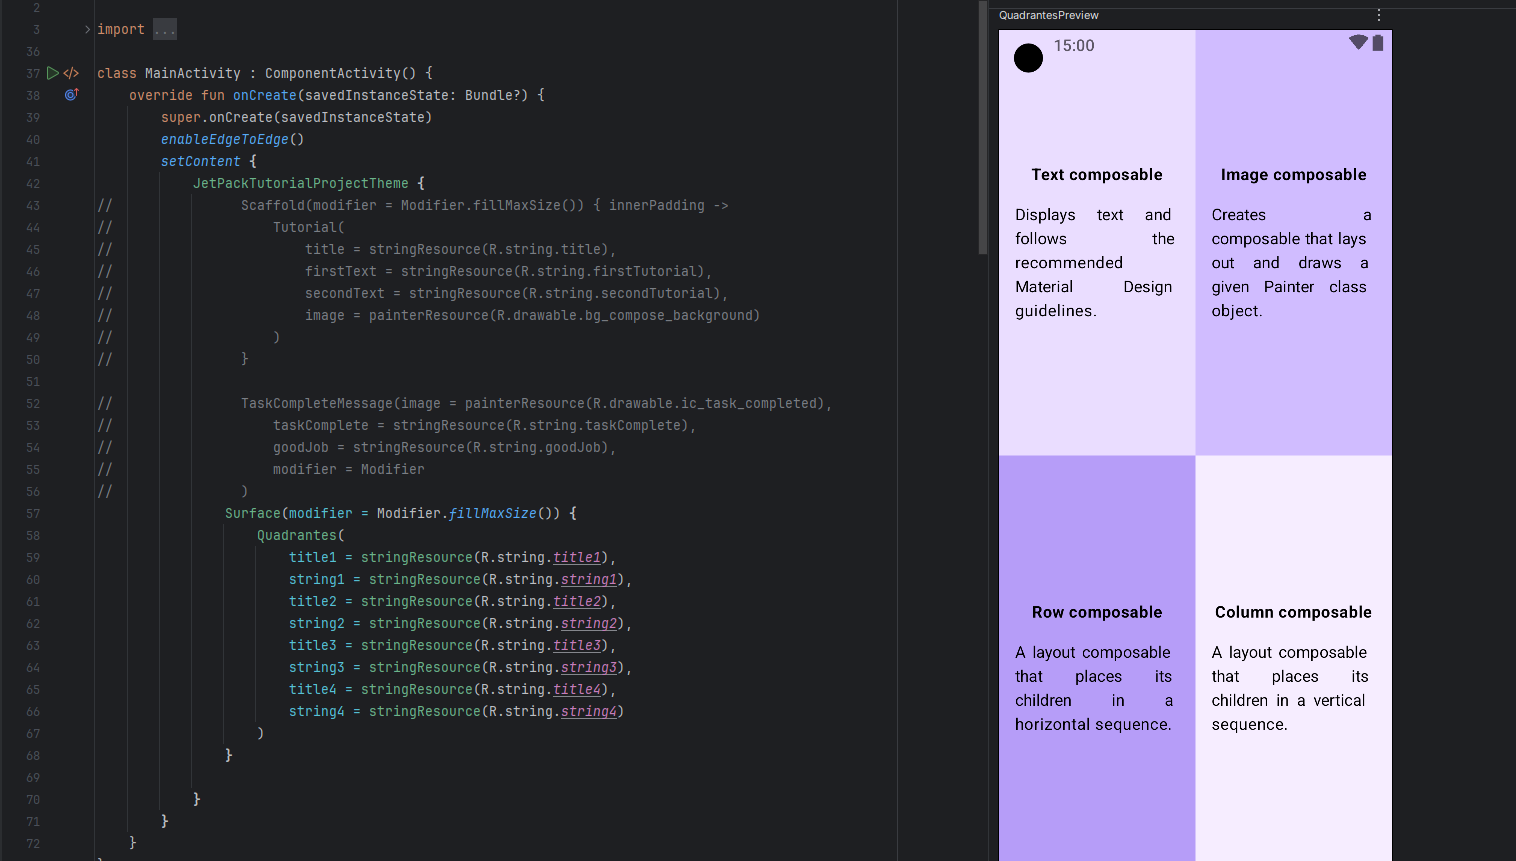 2
3 import ...
36
37 class MainActivity : ComponentActivity() {
38 override fun onCreate(savedInstanceState: Bundle?) {
39 super.onCreate(savedInstanceState)
40 enableEdgeToEdge()
41 setContent {
42 JetPackTutorialProjectTheme {
43 // Scaffold(modifier = Modifier.fillMaxSize()) { innerPadding ->
44 // Tutorial(
45 // title = stringResource(R.string.title),
46 // firstText = stringResource(R.string.firstTutorial),
47 // secondText = stringResource(R.string.secondTutorial),
48 // image = painterResource(R.drawable.bg_compose_background)
49 // )
50 // }
51
52 // TaskCompleteMessage(image = painterResource(R.drawable.ic_task_completed),
53 // taskComplete = stringResource(R.string.taskComplete),
54 // goodJob = stringResource(R.string.goodJob),
55 // modifier = Modifier
56 // )
57 Surface(modifier = Modifier.fillMaxSize()) {
58 Quadrantes(
59 title1 = stringResource(R.string.title1),
60 string1 = stringResource(R.string.string1),
61 title2 = stringResource(R.string.title2),
62 string2 = stringResource(R.string.string2),
63 title3 = stringResource(R.string.title3),
64 string3 = stringResource(R.string.string3),
65 title4 = stringResource(R.string.title4),
66 string4 = stringResource(R.string.string4)
67 )
68 }
69
70 }
71 }
72 }
QuadrantesPreview
15:00
Text composable
Displays text and
follows the
recommended
Material Design
guidelines.
Image composable
Creates a
composable that lays
out and draws a
given Painter class
object.
Row composable
A layout composable
that places its
children in a
horizontal sequence.
Column composable
A layout composable
that places its
children in a vertical
sequence.